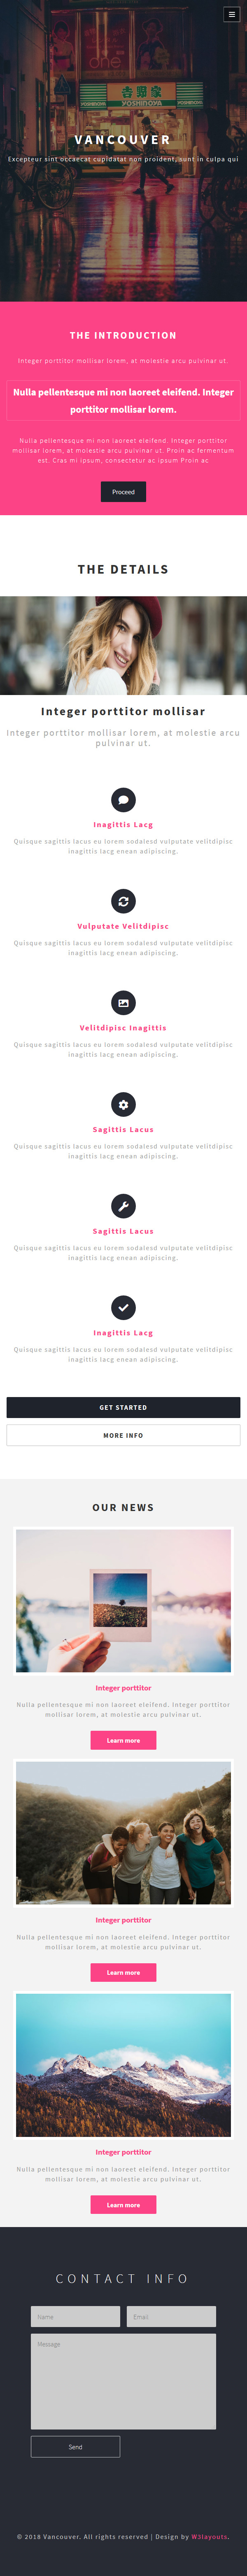 one
吉野家
YOSHINOYA
VANCOUVER
Excepteur sint occaecat cupidatat non proident, sunt in culpa qui
THE INTRODUCTION
Integer porttitor mollisar lorem, at molestie arcu pulvinar ut.
Nulla pellentesque mi non laoreet eleifend. Integer
porttitor mollisar lorem.
Nulla pellentesque mi non laoreet eleifend. Integer porttitor
mollisar lorem, at molestie arcu pulvinar ut. Proin ac fermentum
est. Cras mi ipsum, consectetur ac ipsum Proin ac
Proceed
THE DETAILS
Integer porttitor mollisar
Integer porttitor mollisar lorem, at molestie arcu
pulvinar ut.
Inagittis Lacg
Quisque sagittis lacus eu lorem sodalesd vulputate velitdipisc
inagittis lacg enean adipiscing.
Vulputate Velitdipisc
Quisque sagittis lacus eu lorem sodalesd vulputate velitdipisc
inagittis lacg enean adipiscing.
Velitdipisc Inagittis
Quisque sagittis lacus eu lorem sodalesd vulputate velitdipisc
inagittis lacg enean adipiscing.
Sagittis Lacus
Quisque sagittis lacus eu lorem sodalesd vulputate velitdipisc
inagittis lacg enean adipiscing.
Sagittis Lacus
Quisque sagittis lacus eu lorem sodalesd vulputate velitdipisc
inagittis lacg enean adipiscing.
Inagittis Lacg
Quisque sagittis lacus eu lorem sodalesd vulputate velitdipisc
inagittis lacg enean adipiscing.
GET STARTED
MORE INFO
OUR NEWS
Integer porttitor
Nulla pellentesque mi non laoreet eleifend. Integer porttitor
mollisar lorem, at molestie arcu pulvinar ut.
Learn more
Integer porttitor
Nulla pellentesque mi non laoreet eleifend. Integer porttitor
mollisar lorem, at molestie arcu pulvinar ut.
Learn more
Integer porttitor
Nulla pellentesque mi non laoreet eleifend. Integer porttitor
mollisar lorem, at molestie arcu pulvinar ut.
Learn more
CONTACT INFO
Name Email
Message
Send
© 2018 Vancouver. All rights reserved | Design by W3layouts.